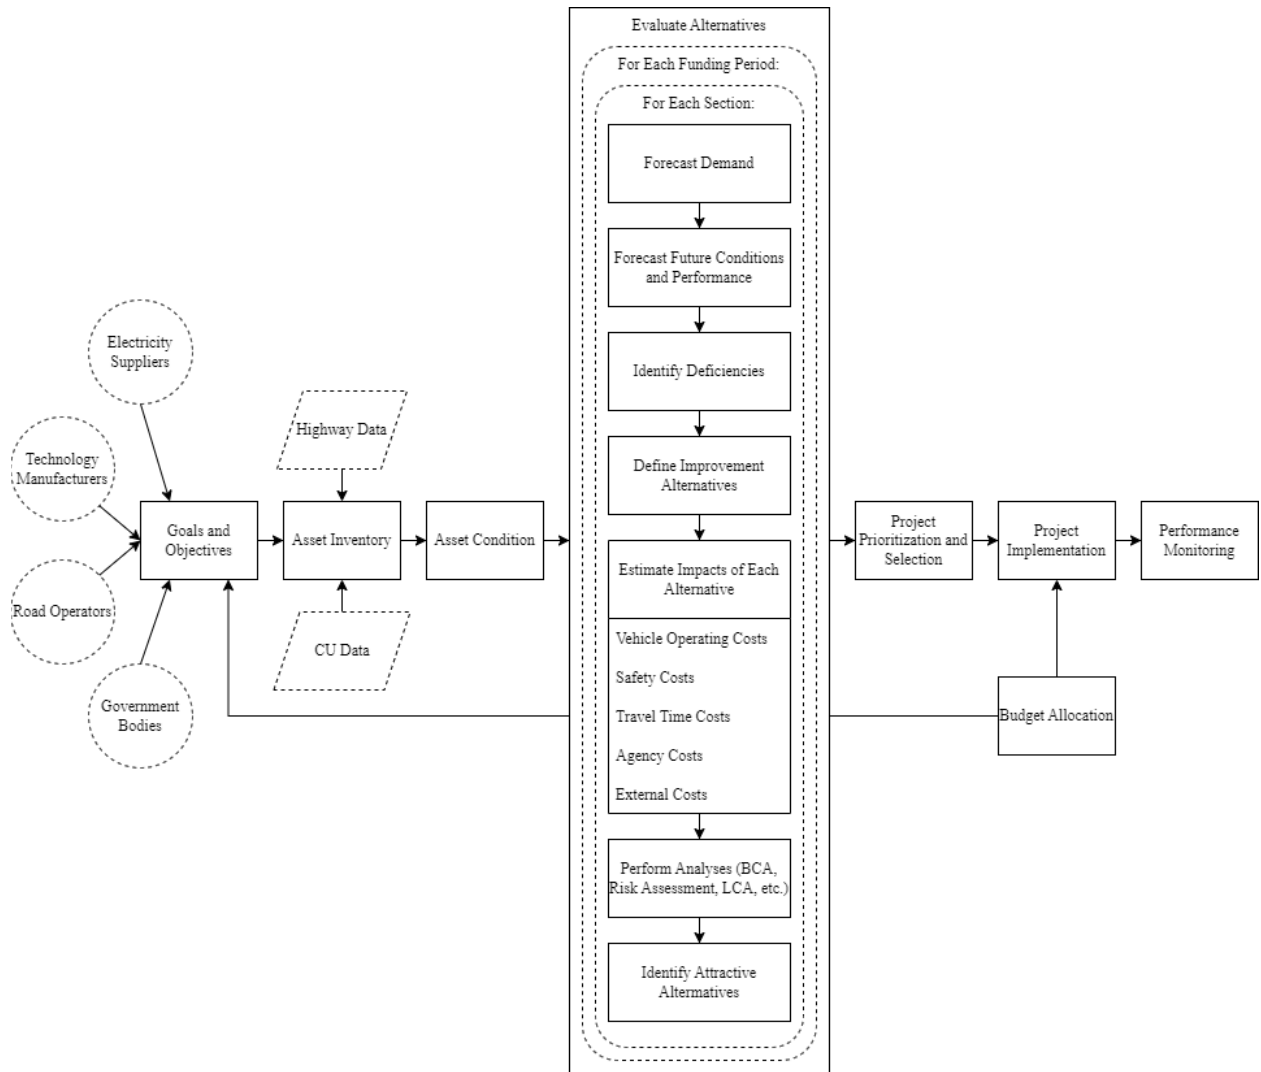 Evaluate Alternatives
For Each Funding Period:
For Each Section:
Forecast Demand
Forecast Future Conditions
and Performance
Identify Deficiencies
Define Improvement
Alternatives
Estimate Impacts of Each
Alternative
Vehicle Operating Costs
Safety Costs
Travel Time Costs
Agency Costs
External Costs
Perform Analyses (BCA,
Risk Assessment, LCA, etc.)
Identify Attractive
Altermatives
Electricity
Suppliers
Technology
Manufacturers
Road Operators
Government
Bodies
Goals and
Objectives
Highway Data
Asset Inventory
CU Data
Asset Condition
Project
Prioritization and
Selection
Project
Implementation
Performance
Monitoring
Budget Allocation